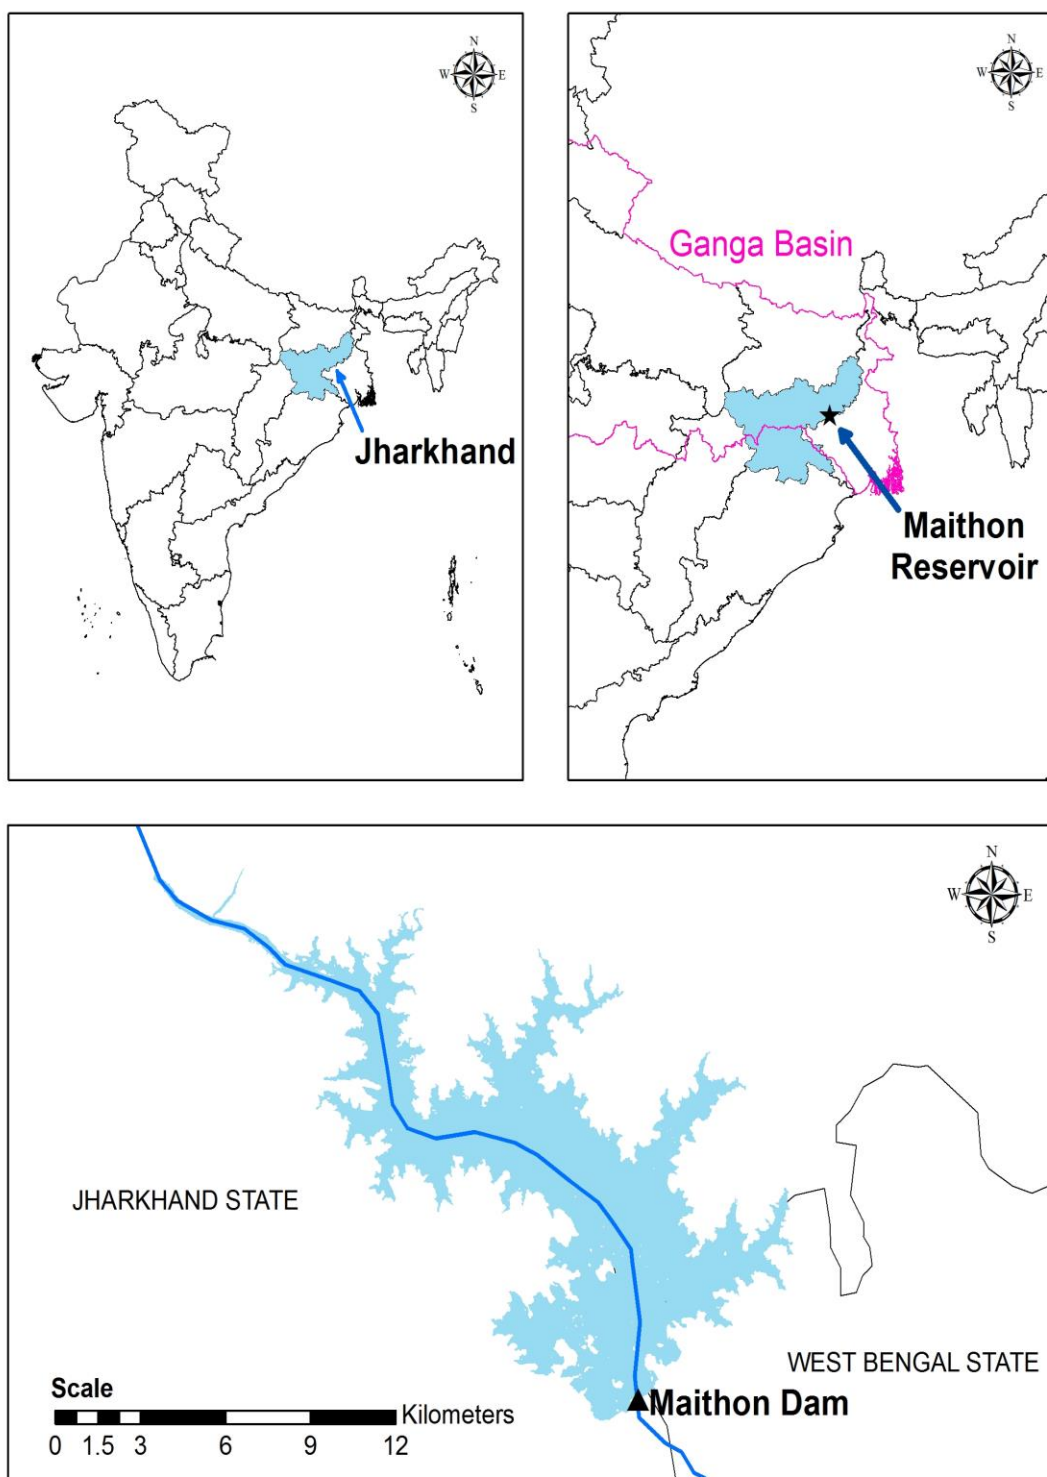 N
W E
S
Jharkhand
N
W E
S
Ganga Basin
Maithon
Reservoir
N
W E
S
JHARKHAND STATE
WEST BENGAL STATE
Maithon Dam
Scale
Kilometers
0 1.5 3 6 9 12